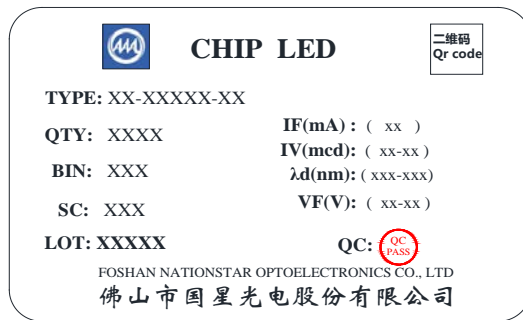 CHIP LED
二维码
Qr code
TYPE: XX-XXXXX-XX
QTY: XXXX
BIN: XXX
SC: XXX
LOT: XXXXX
IF(mA) : ( xx )
IV(mcd): ( xx-xx )
λd(nm): ( xxx-xxx)
VF(V): ( xx-xx )
QC: QC
PASS
FOSHAN NATIONSTAR OPTOELECTRONICS CO., LTD
佛山市国星光电股份有限公司